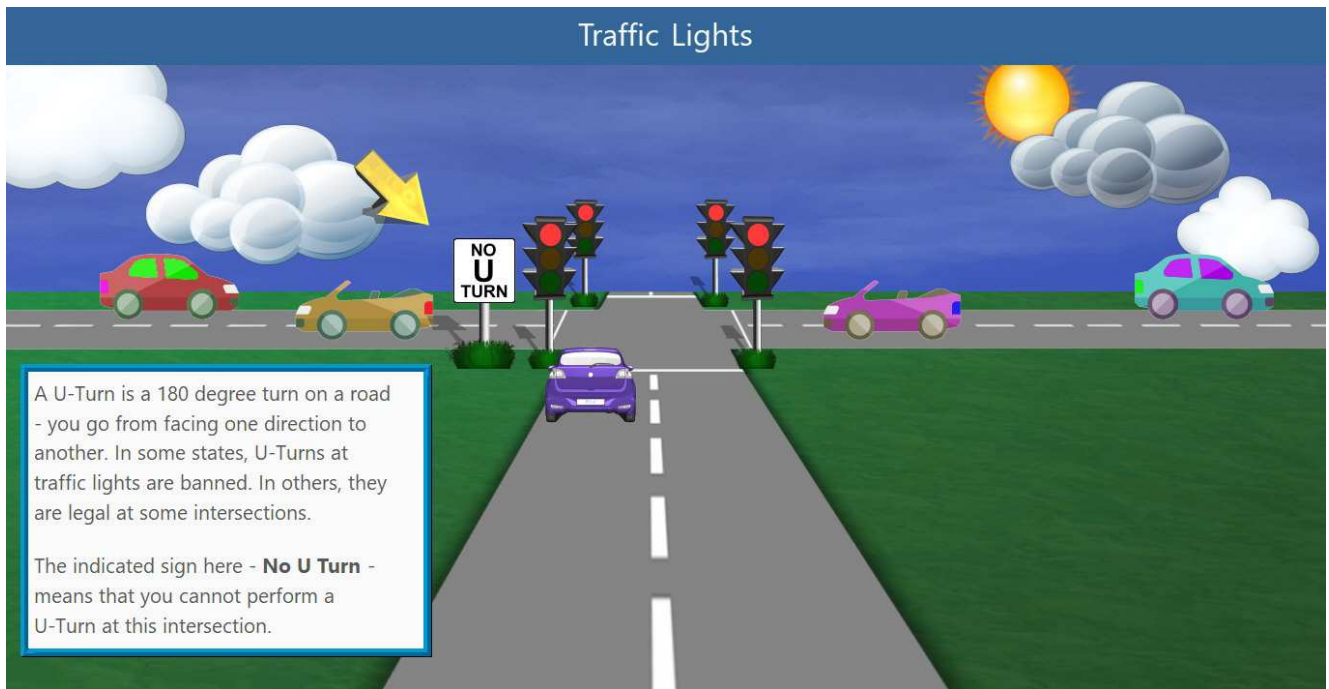 Traffic Lights
NO
U
TURN
A U-Turn is a 180 degree turn on a road
- you go from facing one direction to
another. In some states, U-Turns at
traffic lights are banned. In others, they
are legal at some intersections.
The indicated sign here - No U Turn -
means that you cannot perform a
U-Turn at this intersection.